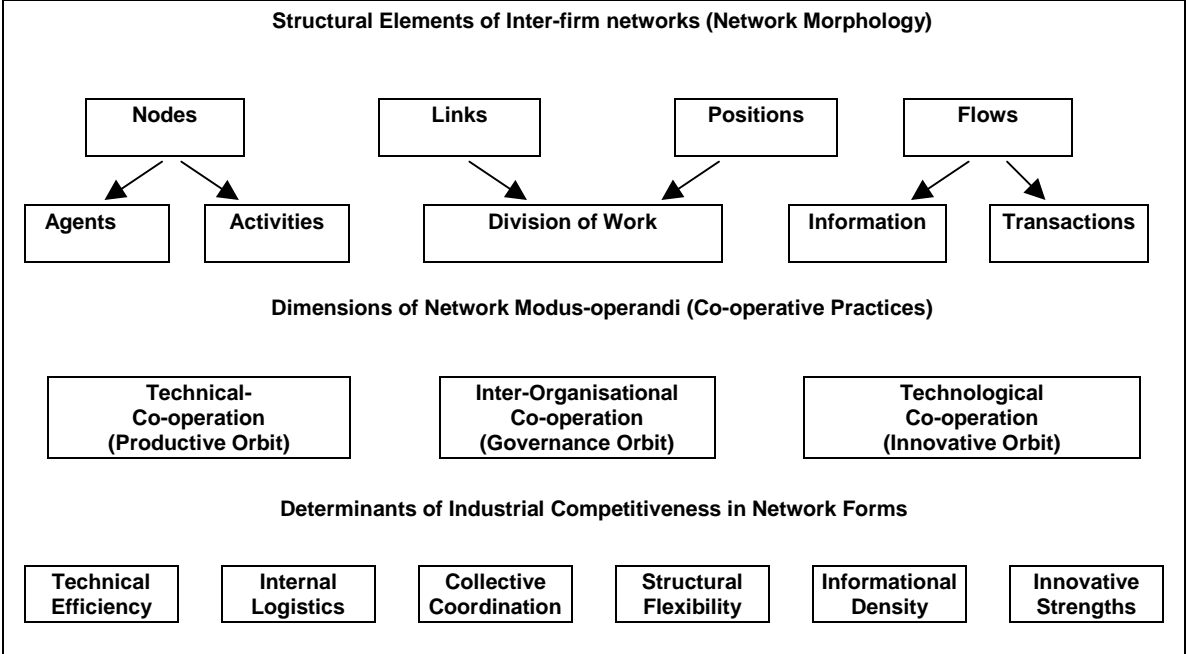 Structural Elements of Inter-firm networks (Network Morphology)
Nodes
Links
Positions
Flows
Agents
Activities
Division of Work
Information
Transactions
Dimensions of Network Modus-operandi (Co-operative Practices)
Technical-
Co-operation
(Productive Orbit)
Inter-Organisational
Co-operation
(Governance Orbit)
Technological
Co-operation
(Innovative Orbit)
Determinants of Industrial Competitiveness in Network Forms
Technical
Efficiency
Internal
Logistics
Collective
Coordination
Structural
Flexibility
Informational
Density
Innovative
Strengths